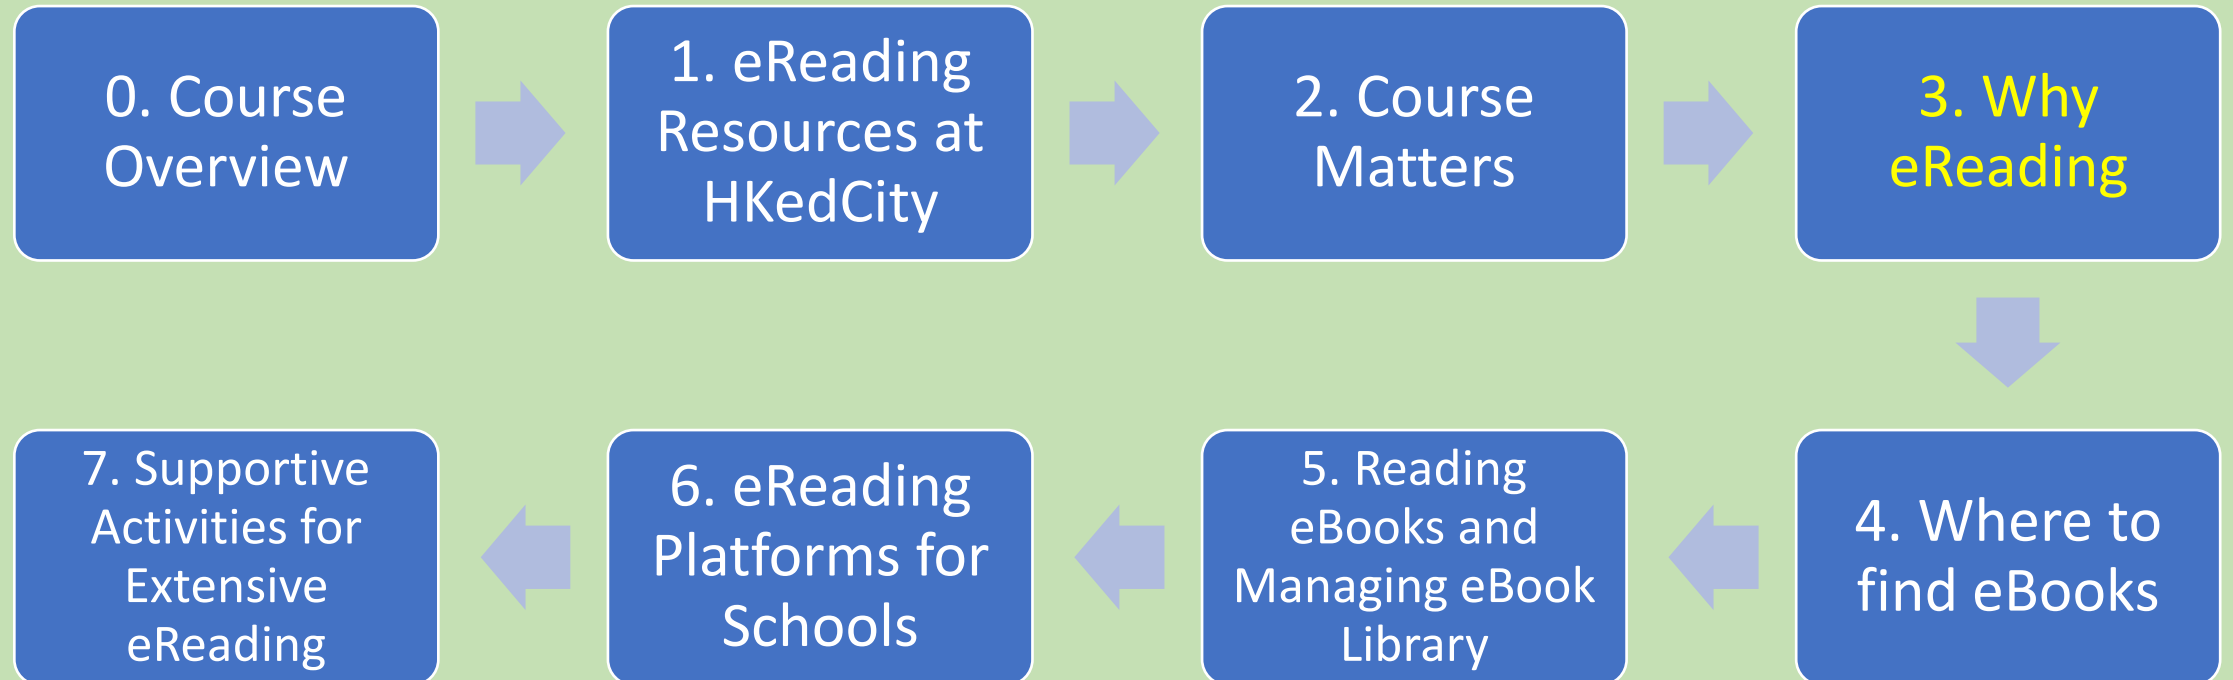 0. Course
Overview
1. eReading
Resources at
HKedCity
2. Course
Matters
3. Why
eReading
4. Where to
find eBooks
5. Reading
eBooks and
Managing eBook
Library
6. eReading
Platforms for
Schools
7. Supportive
Activities for
Extensive
eReading